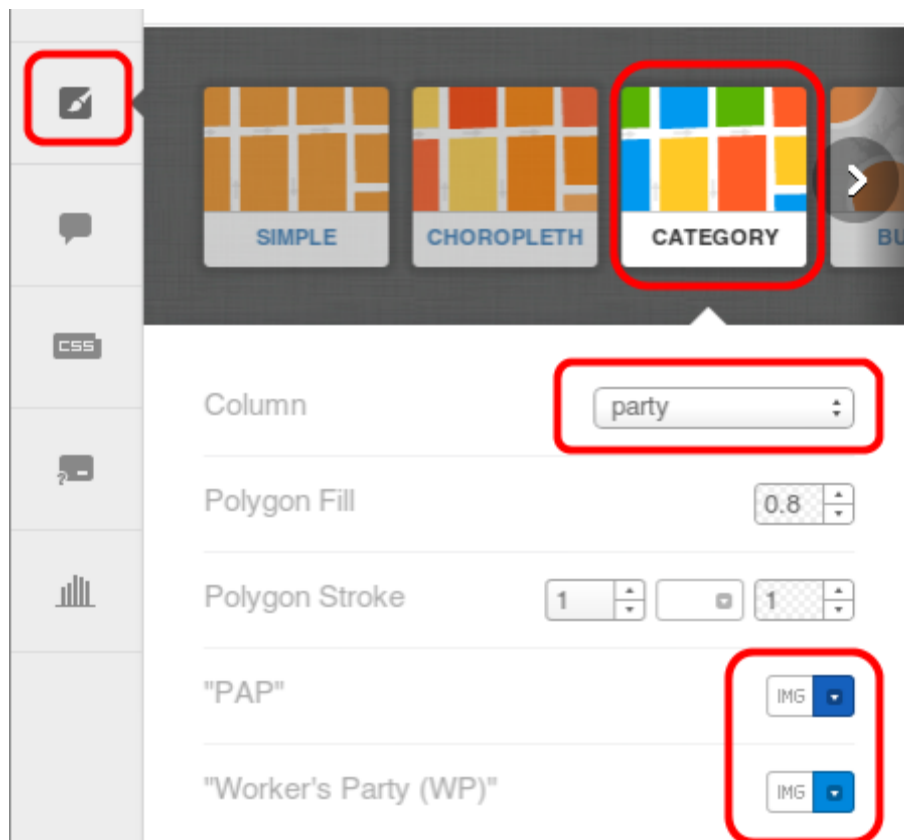 SIMPLE
CHOROPLETH
CATEGORY
BU
CSS
?
Column
party
Polygon Fill
0.8
Polygon Stroke
1
1
"PAP"
IMG
"Worker's Party (WP)"
IMG